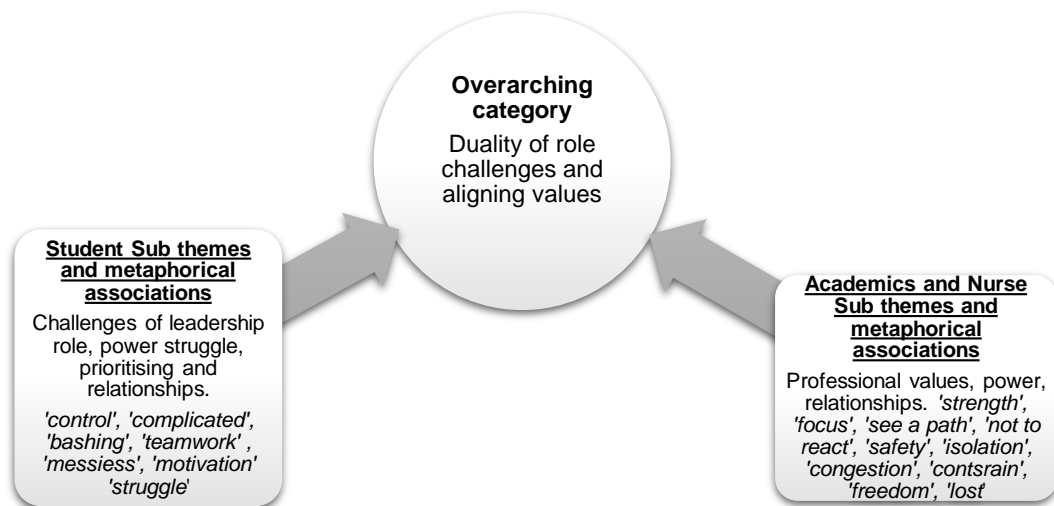 Overarching
category
Duality of role
challenges and
aligning values
Student Sub themes
and metaphorical
associations
Challenges of leadership
role, power struggle,
prioritising and
relationships.
'control', 'complicated',
'bashing', 'teamwork' ,
'messiess', 'motivation'
'struggle'
Academics and Nurse
Sub themes and
metaphorical
associations
Professional values, power,
relationships. 'strength',
'focus', 'see a path', 'not to
react', 'safety', 'isolation',
'congestion', 'contsrain',
'freedom', 'lost'